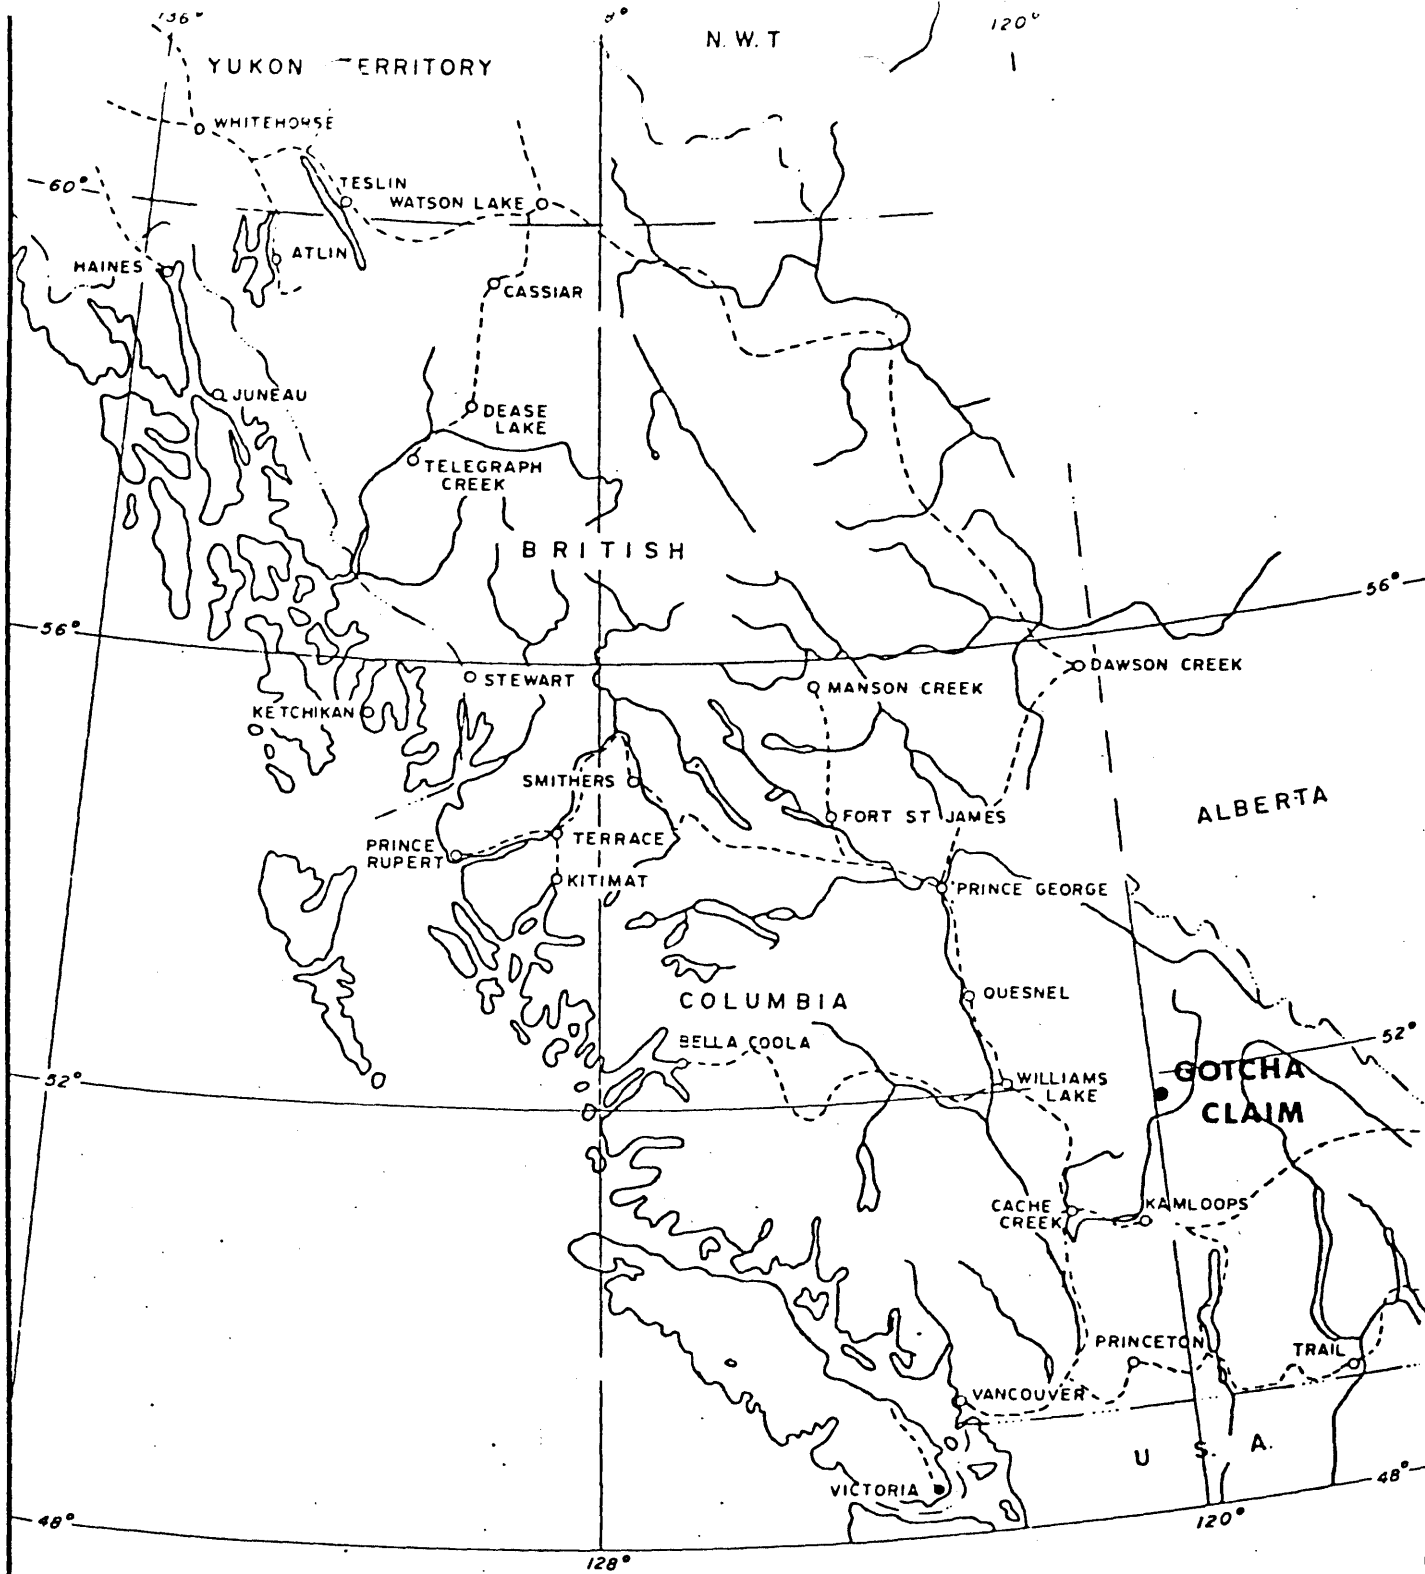 136°
8°
120°
N. W. T
YUKON ERRITORY
WHITEHORSE
60°
TESLIN
WATSON LAKE
ATLIN
HAINES
CASSIAR
JUNEAU
DEASE
LAKE
TELEGRAPH
CREEK
BRITISH
56°
56°
DAWSON CREEK
STEWART
MANSON CREEK
KETCHIKAN
SMITHERS
ALBERTA
FORT ST JAMES
PRINCE
RUPERT
TERRACE
KITIMAT
PRINCE GEORGE
QUESNEL
COLUMBIA
BELLA COOLA
52°
52°
WILLIAMS
LAKE
GOTCHA
CLAIM
CACHE
CREEK
KAMLOOPS
PRINCETON
TRAIL
VANCOUVER
U. S. A.
VICTORIA
48°
48°
120°
128°